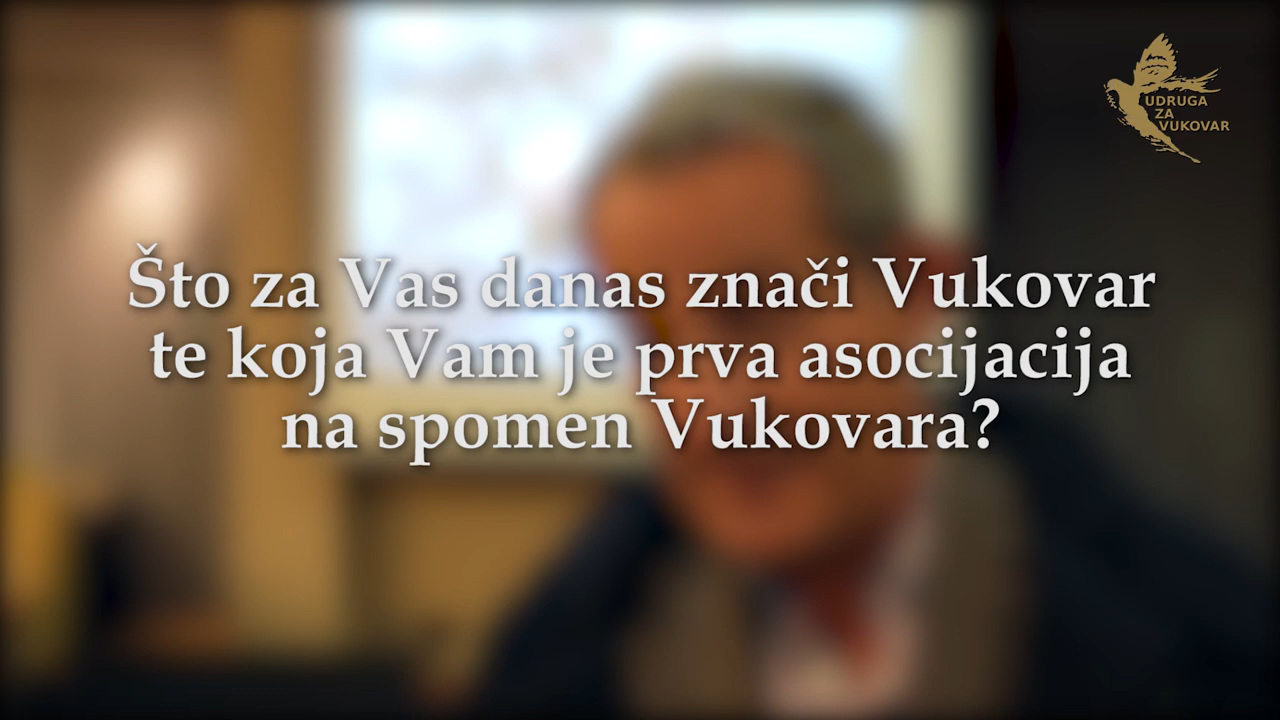 UDRUGA
ZA
VUKOVAR
Što za Vas danas znači Vukovar
te koja Vam je prva asocijacija
na spomen Vukovara?